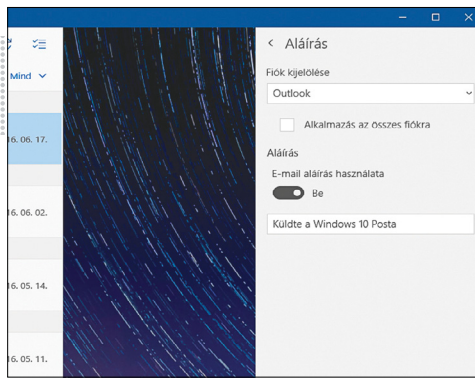 Aláírás
Fiók kijelölése
Outlook
Alkalmazás az összes fiókra
Aláírás
E-mail aláírás használata
Be
Küldte a Windows 10 Posta
Mind
16. 06. 17.
16. 06. 02.
16. 05. 14.
16. 05. 11.